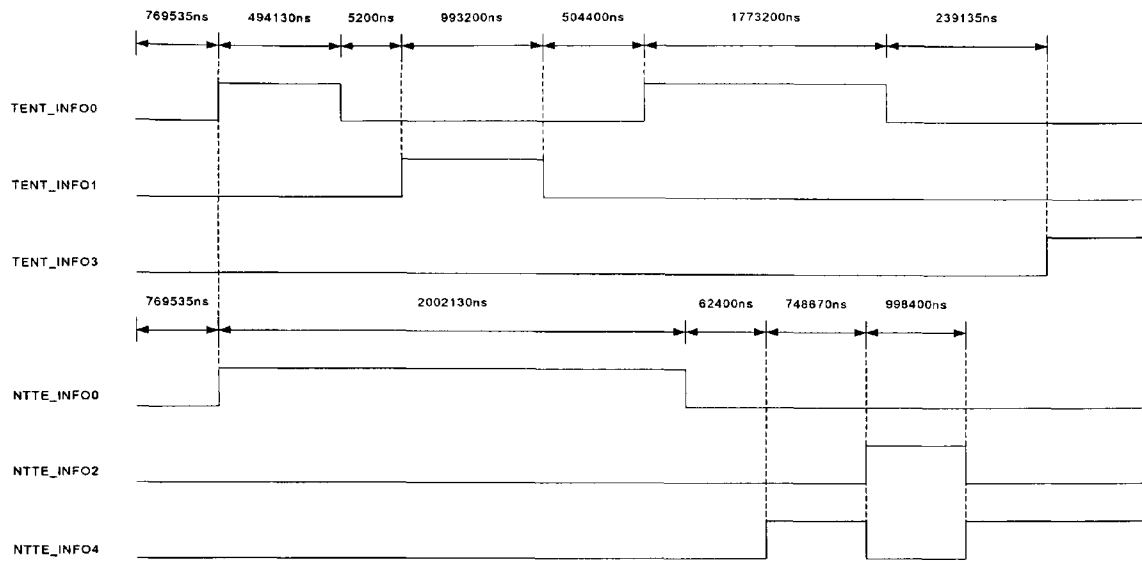 769535ns 494130ns 5200ns 993200ns 504400ns 1773200ns 239135ns
TENT_INFO0
TENT_INFO1
TENT_INFO3
769535ns 2002130ns 62400ns 748670ns 998400ns
NTTE_INFO0
NTTE_INFO2
NTTE_INFO4